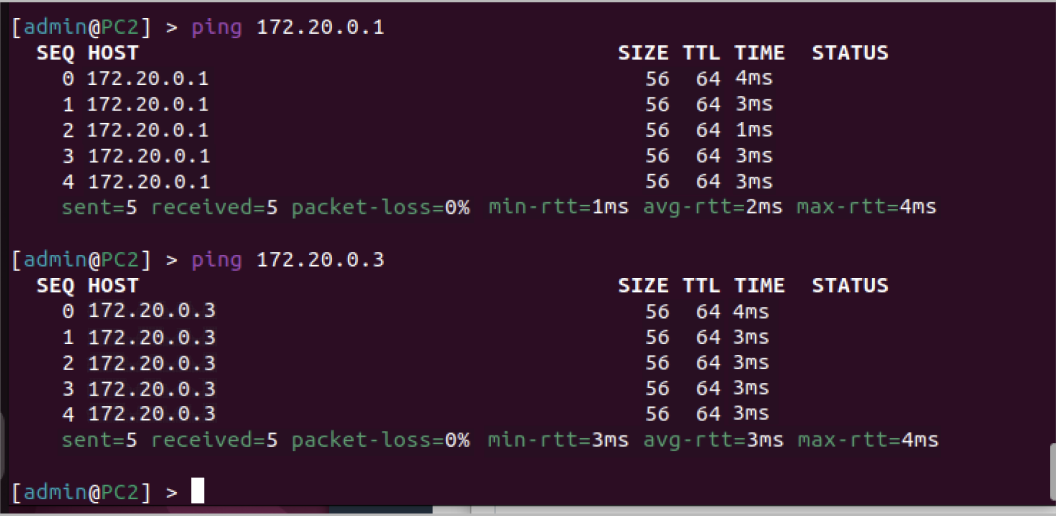 [admin@PC2] > ping 172.20.0.1
SEQ HOST SIZE TTL TIME STATUS
0 172.20.0.1 56 64 4ms
1 172.20.0.1 56 64 3ms
2 172.20.0.1 56 64 1ms
3 172.20.0.1 56 64 3ms
4 172.20.0.1 56 64 3ms
sent=5 received=5 packet-loss=0% min-rtt=1ms avg-rtt=2ms max-rtt=4ms
[admin@PC2] > ping 172.20.0.3
SEQ HOST SIZE TTL TIME STATUS
0 172.20.0.3 56 64 4ms
1 172.20.0.3 56 64 3ms
2 172.20.0.3 56 64 3ms
3 172.20.0.3 56 64 3ms
4 172.20.0.3 56 64 3ms
sent=5 received=5 packet-loss=0% min-rtt=3ms avg-rtt=3ms max-rtt=4ms
[admin@PC2] >